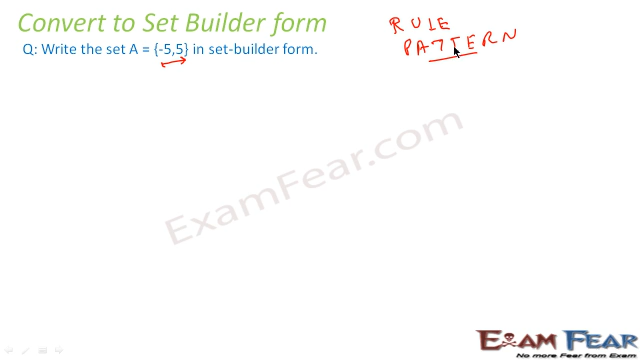 Convert to Set Builder form
RULE
PATTERN
Q: Write the set A = {-5,5} in set-builder form.
ExamFear.com
EXAM FEAR
No more Fear from Exam